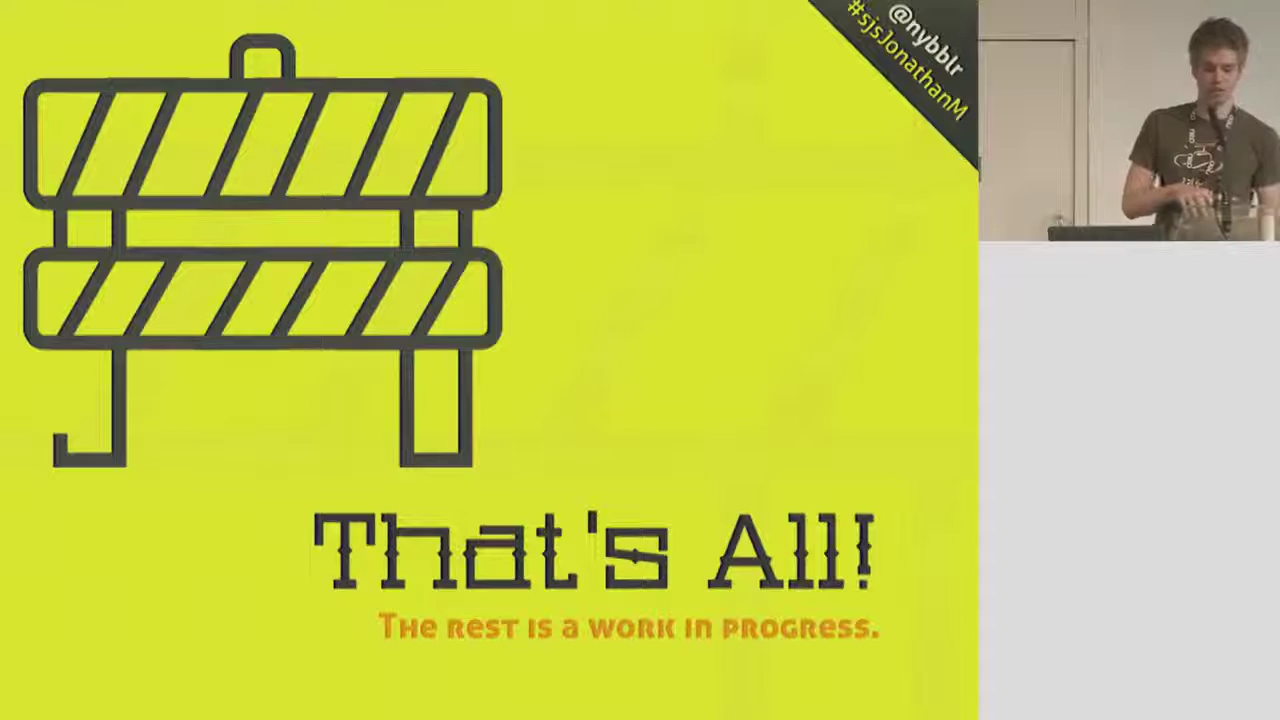 @nybblr
#sjsJonathanM
That's All!
The rest is a work in progress.